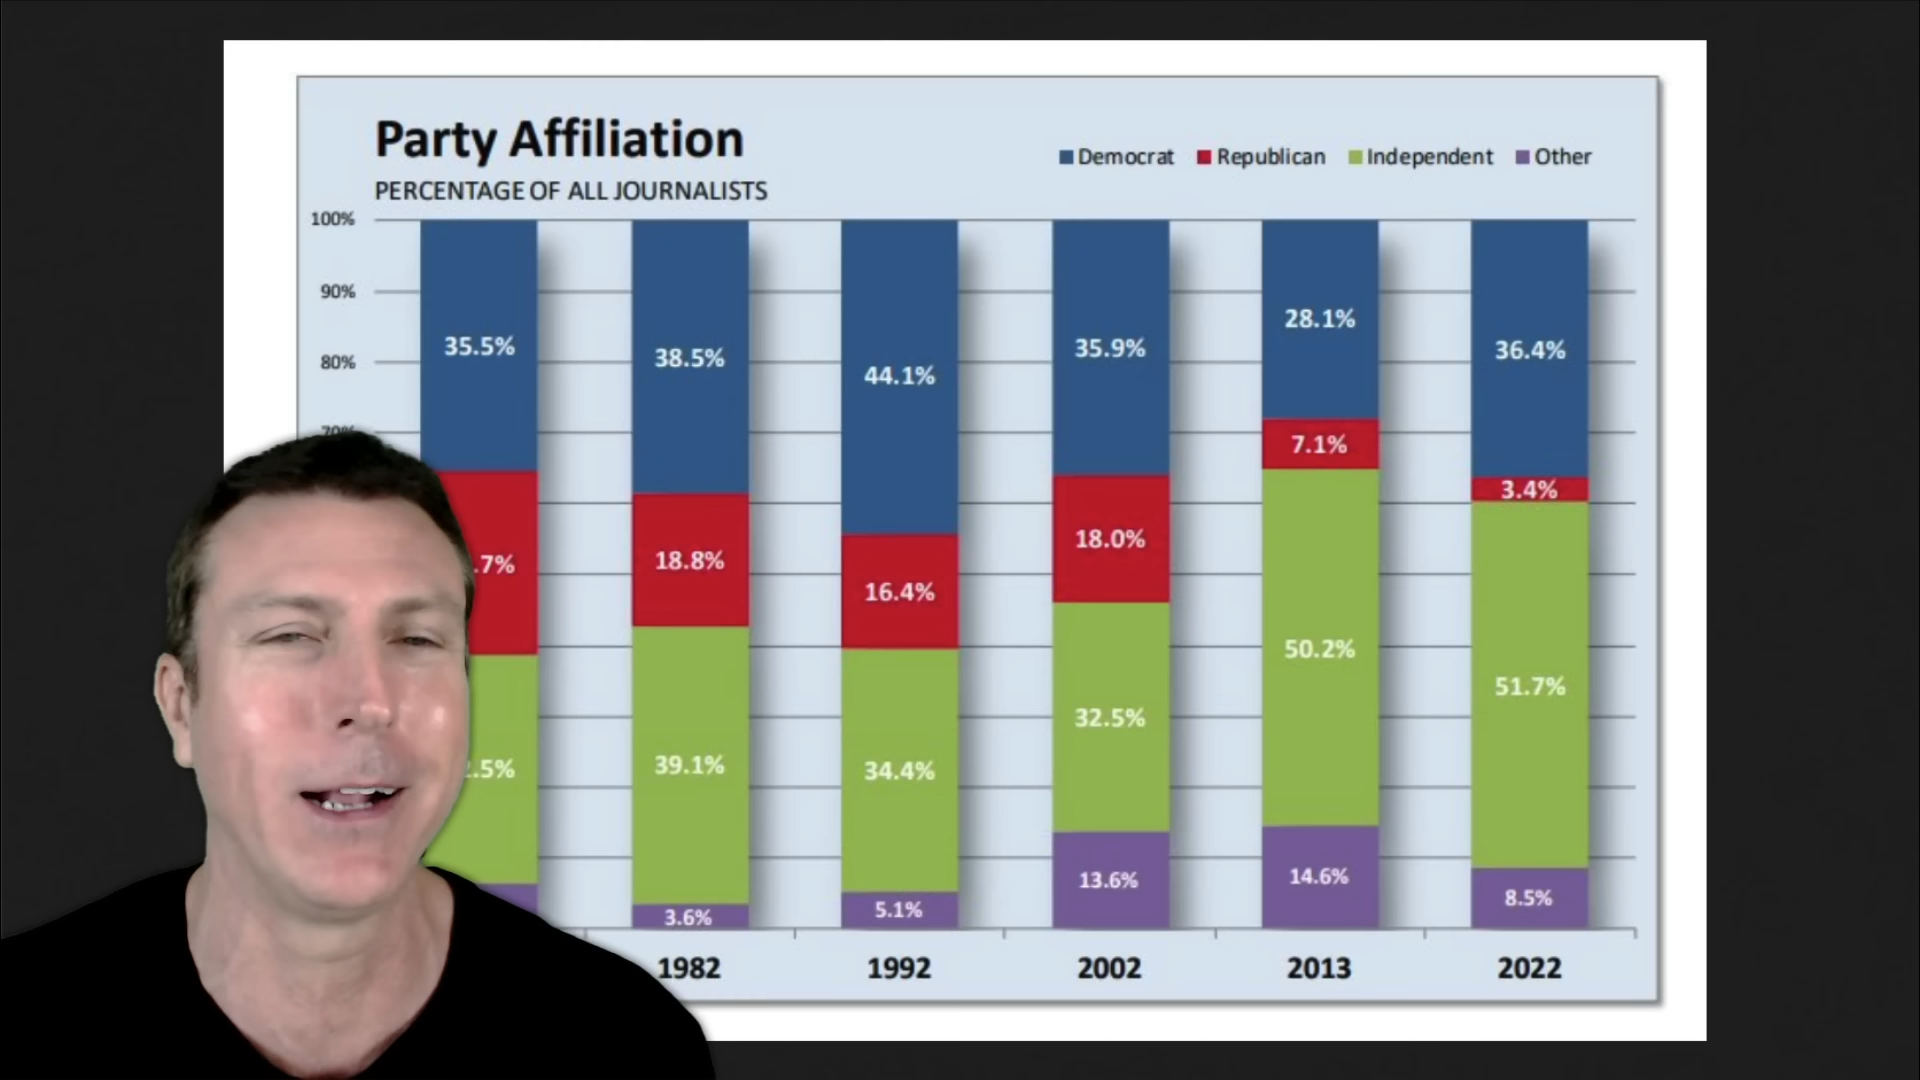 Party Affiliation
PERCENTAGE OF ALL JOURNALISTS
Democrat Republican Independent Other
100%
90%
80%
70%
35.5% 38.5% 44.1% 35.9% 28.1% 36.4%
.7% 18.8% 16.4% 18.0% 7.1% 3.4%
.5% 39.1% 34.4% 32.5% 50.2% 51.7%
3.6% 5.1% 13.6% 14.6% 8.5%
1982 1992 2002 2013 2022